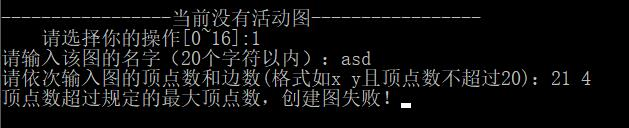 -----------------当前没有活动图-----------------
请选择你的操作[0~16]:1
请输入该图的名字（20个字符以内）：asd
请依次输入图的顶点数和边数(格式如x y且顶点数不超过20)：21 4
顶点数超过规定的最大顶点数，创建图失败！